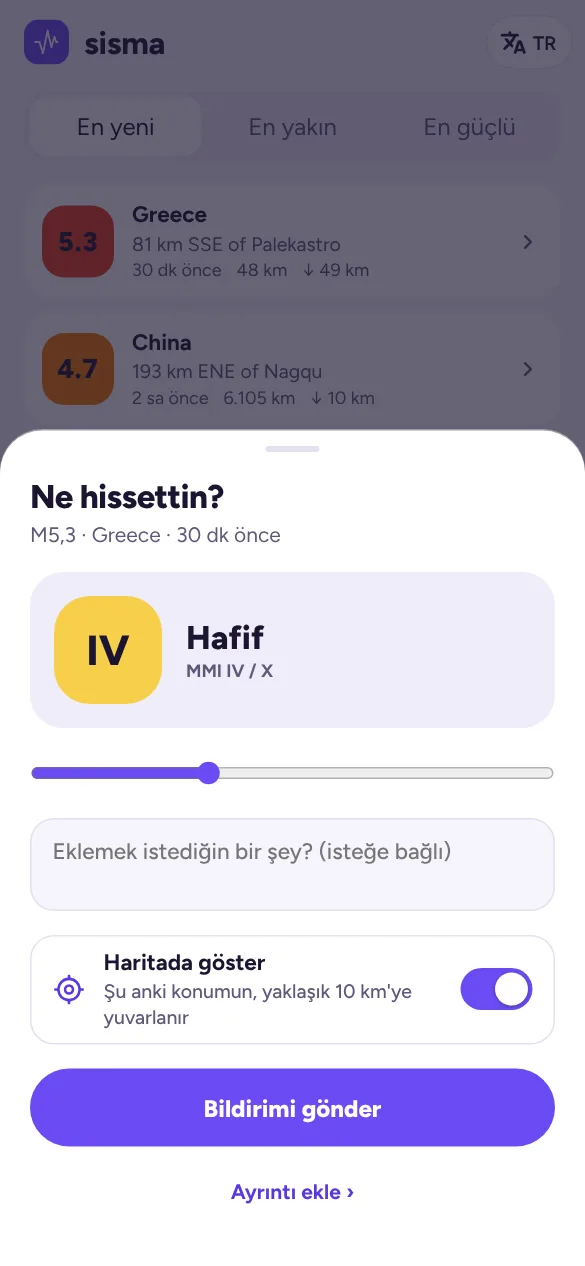 sisma
TR
En yeni
En yakın
En güçlü
5.3
Greece
81 km SSE of Palekastro
30 dk önce 48 km ↓ 49 km
4.7
China
193 km ENE of Nagqu
2 sa önce 6.105 km ↓ 10 km
Ne hissettin?
M5,3 · Greece · 30 dk önce
IV
Hafif
MMI IV / X
Eklemek istediğin bir şey? (isteğe bağlı)
Haritada göster
Şu anki konumun, yaklaşık 10 km'ye
yuvarlanır
Bildirimi gönder
Ayrıntı ekle ›